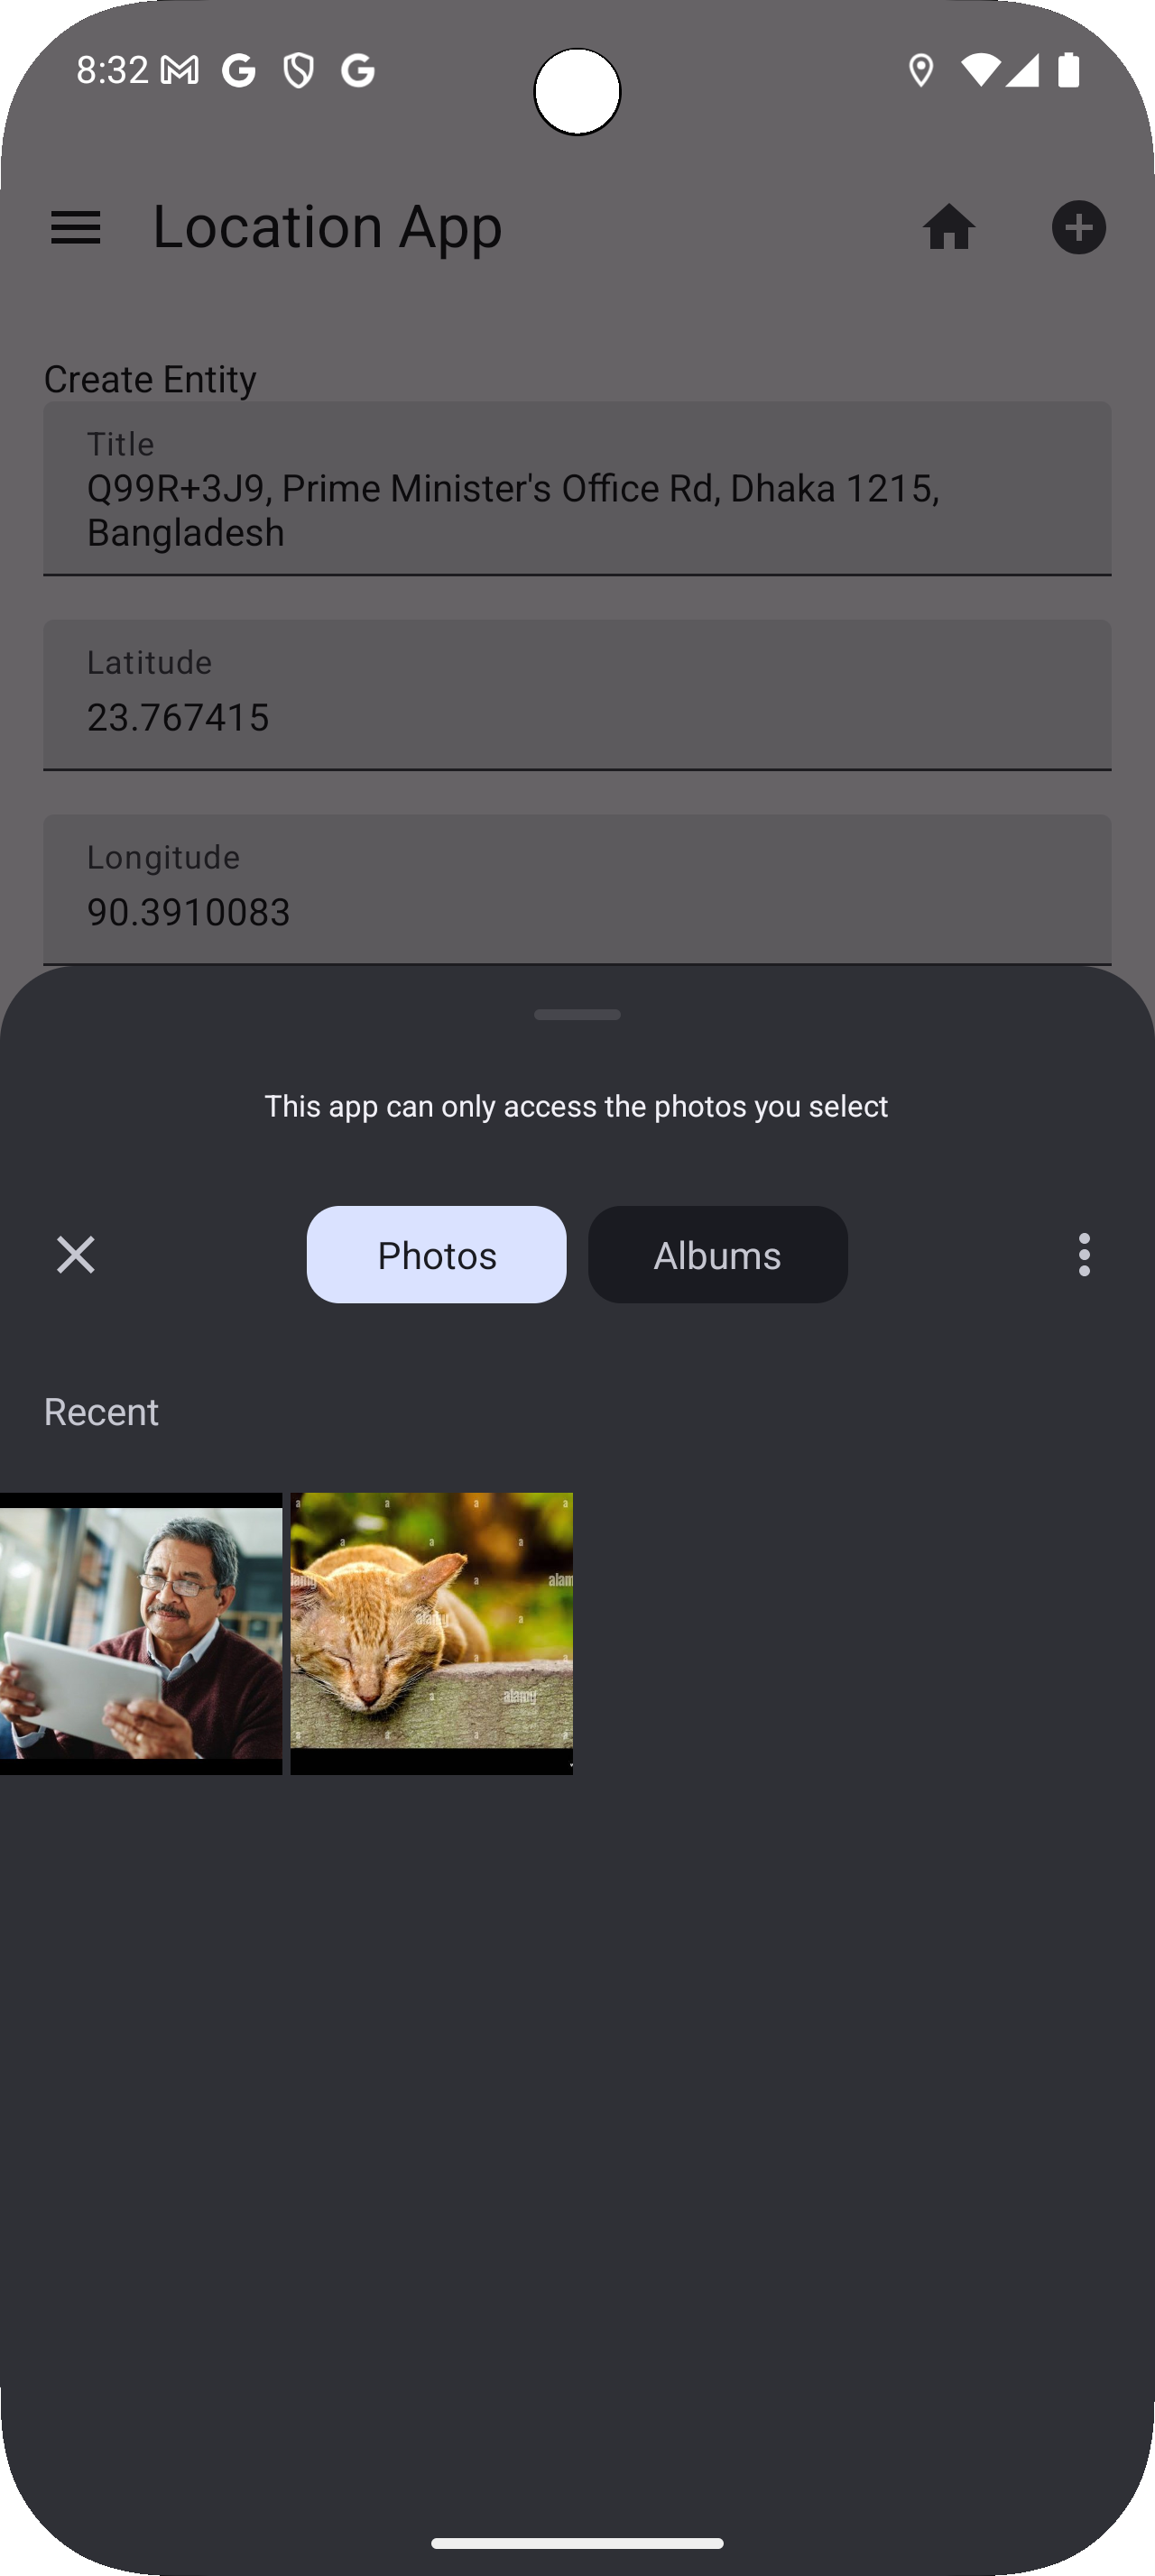 8:32
Location App
Create Entity
Title
Q99R+3J9, Prime Minister's Office Rd, Dhaka 1215,
Bangladesh
Latitude
23.767415
Longitude
90.3910083
This app can only access the photos you select
Photos
Albums
Recent
alamy
alamy